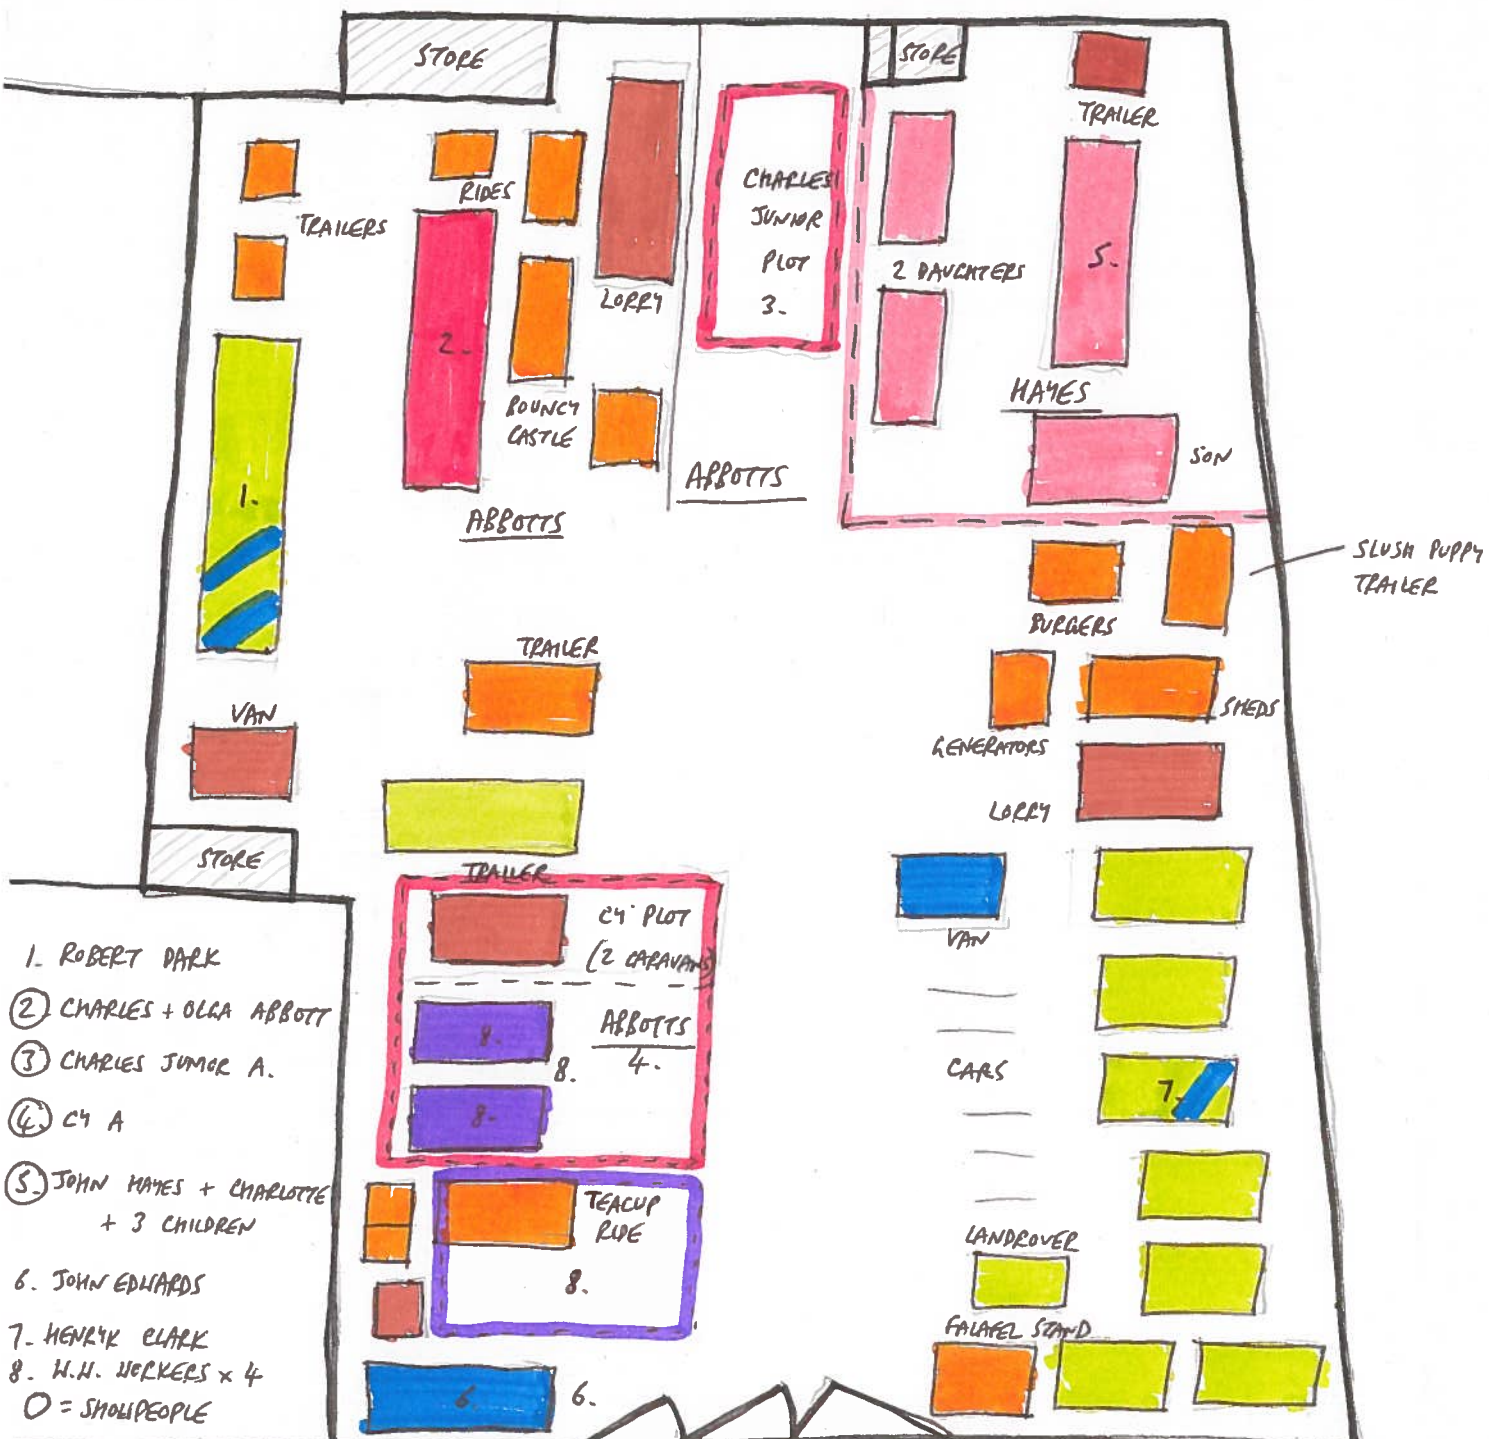 STORE
STORE
TRAILER
RIDES
TRAILERS
CHARLES
JUNIOR
PLOT
3.
2 DAUGHTERS
5.
LORRY
2.
HAYES
BOUNCY
CASTLE
SON
ABBOTTS
1.
ABBOTTS
SLUSH PUPPY
TRAILER
BURGERS
TRAILER
VAN
SHEDS
GENERATORS
LORRY
STORE
TRAILER
C4 PLOT
(2 CARAVANS)
VAN
8.
ABBOTTS
4.
8.
8.
CARS
7.
TEACUP
RIDE
8.
LANDROVER
FALAFEL STAND
6.
6.
1. ROBERT DARK
2 CHARLES + OLGA ABBOTT
3 CHARLES JUNIOR A.
4. CY A
5. JOHN HAYES + CHARLOTTE
+ 3 CHILDREN
6. JOHN EDWARDS
7. HENRYK CLARK
8. W.W. WORKERS x 4
O = SHOWPEOPLE